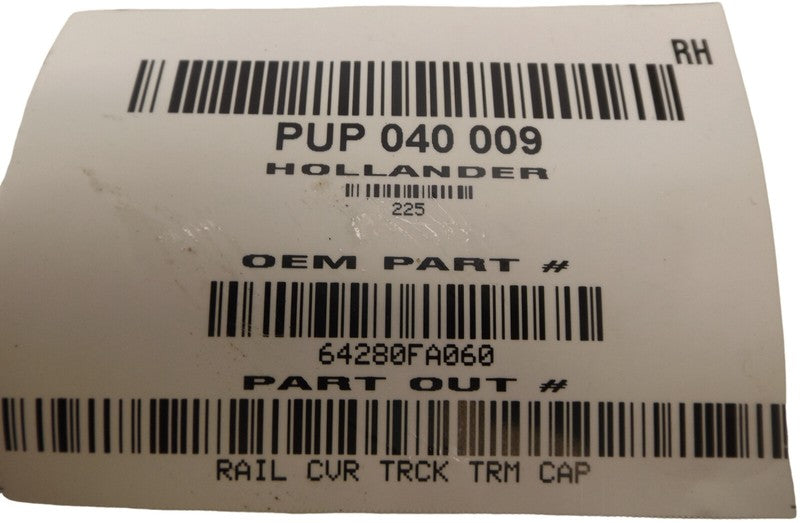 RH
PUP 040 009
HOLLANDER
225
OEM PART #
64280FA060
PART OUT #
RAIL CVR TRCK TRM CAP